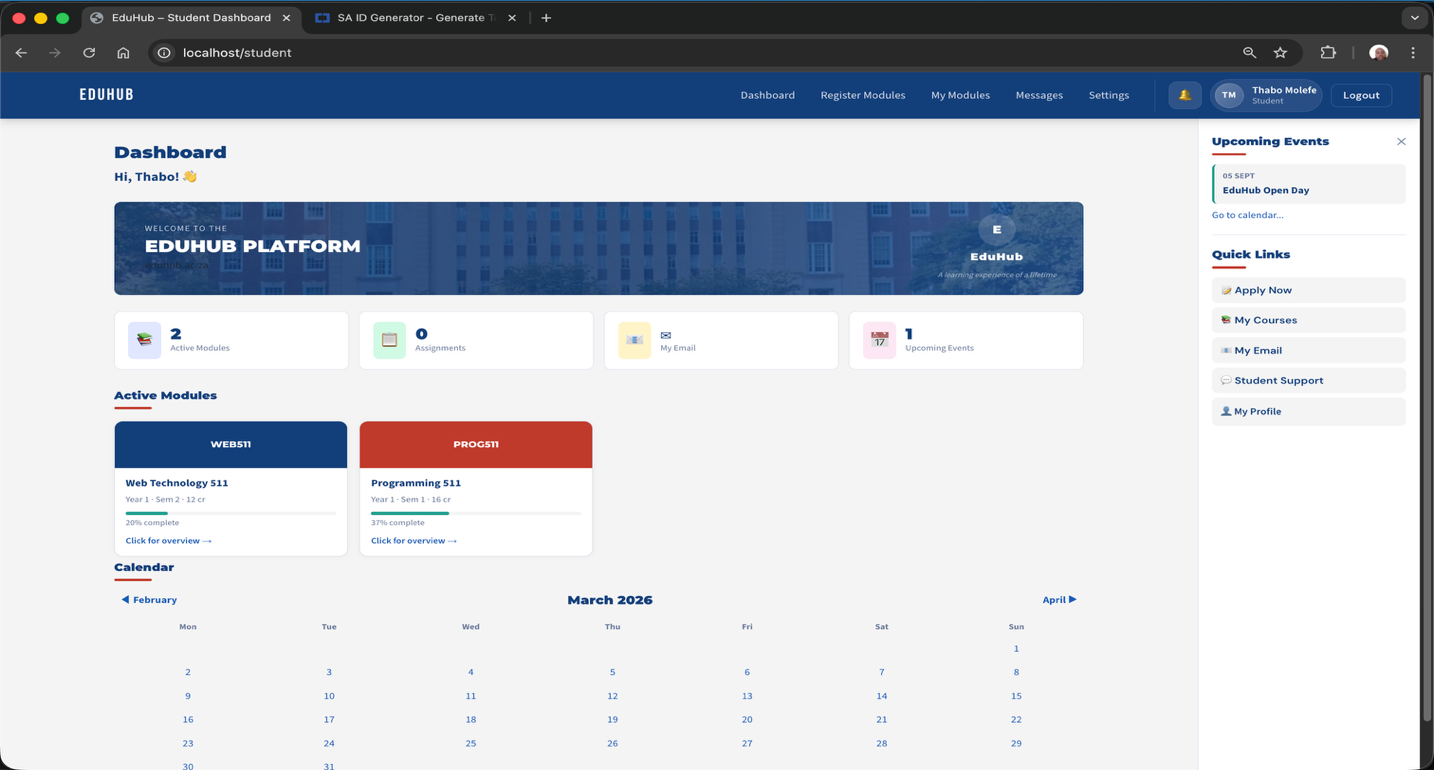 EduHub – Student Dashboard
SA ID Generator - Generate
localhost/student
EDUHUB
Dashboard
Register Modules
My Modules
Messages
Settings
TM
Thabo Molefe
Student
Logout
Dashboard
Hi, Thabo! 👋
WELCOME TO THE
EDUHUB PLATFORM
E
EduHub
A learning experience of a lifetime
2
Active Modules
0
Assignments
My Email
17
1
Upcoming Events
Active Modules
WEB511
Web Technology 511
Year 1 · Sem 2 · 12 cr
20% complete
Click for overview →
PROG511
Programming 511
Year 1 · Sem 1 · 16 cr
37% complete
Click for overview →
Calendar
◀ February
March 2026
April ▶
Mon Tue Wed Thu Fri Sat Sun
1
2 3 4 5 6 7 8
9 10 11 12 13 14 15
16 17 18 19 20 21 22
23 24 25 26 27 28 29
30 31
Upcoming Events
05 SEPT
EduHub Open Day
Go to calendar...
Quick Links
Apply Now
My Courses
My Email
Student Support
My Profile